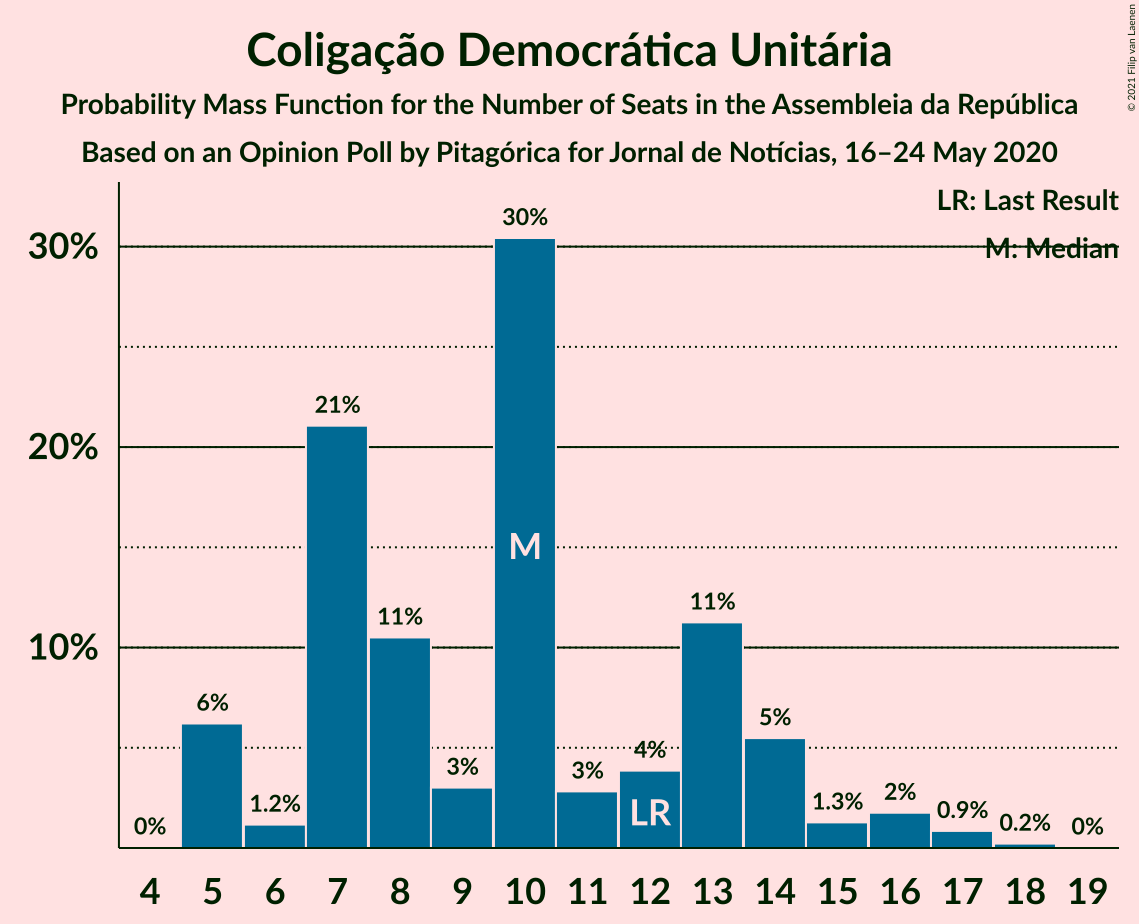 Coligação Democrática Unitária
Probability Mass Function for the Number of Seats in the Assembleia da República
Based on an Opinion Poll by Pitagórica for Jornal de Notícias, 16–24 May 2020
© 2021 Filip van Laenen
LR: Last Result
M: Median
30%
20%
10%
0%
6%
1.2%
21%
11%
3%
30%
3%
4%
11%
5%
1.3%
2%
0.9%
0.2%
0%
M
LR
4 5 6 7 8 9 10 11 12 13 14 15 16 17 18 19